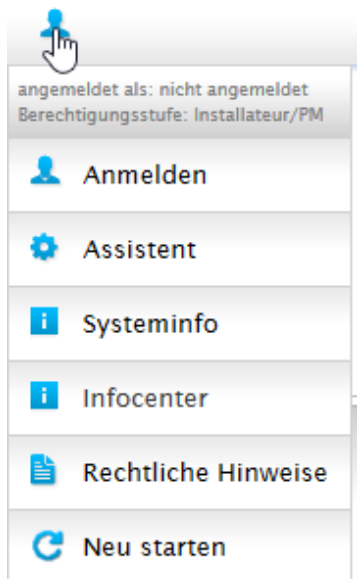 angemeldet als: nicht angemeldet
Berechtigungsstufe: Installateur/PM
Anmelden
Assistent
Systeminfo
Infocenter
Rechtliche Hinweise
Neu starten